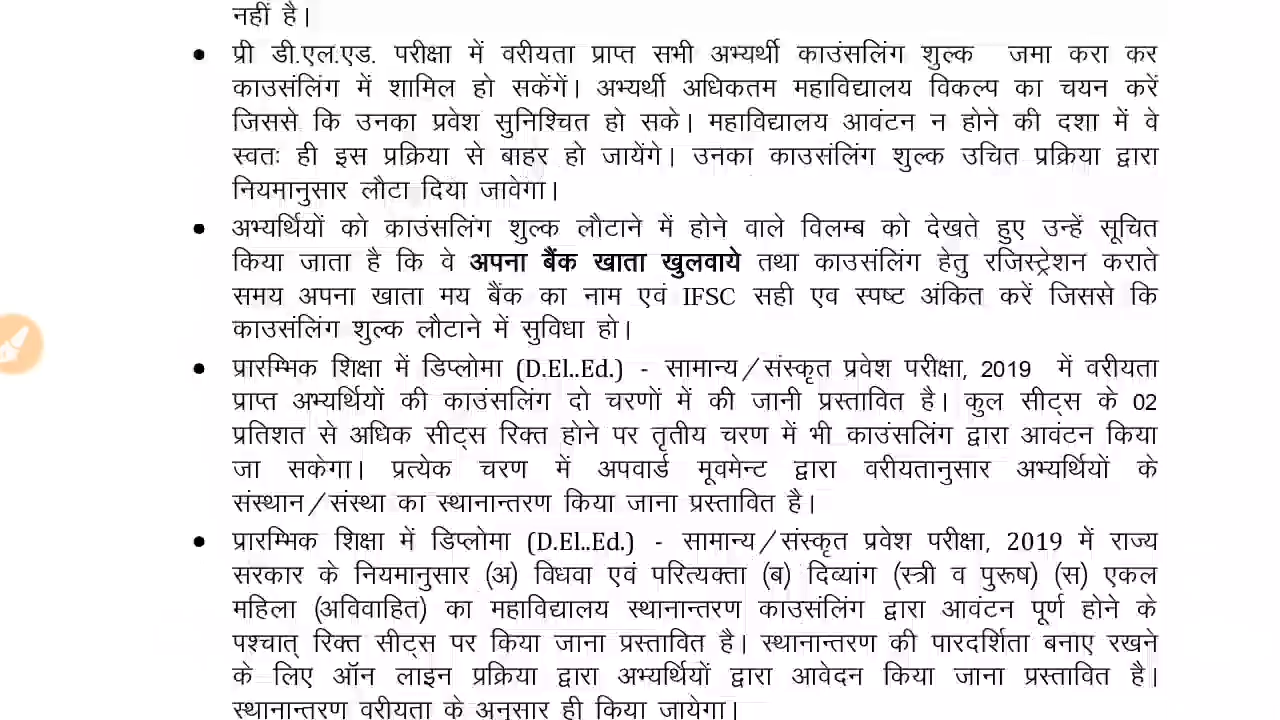 नहीं है।
● प्री डी.एल.एड. परीक्षा में वरीयता प्राप्त सभी अभ्यर्थी काउंसलिंग शुल्क जमा करा कर
काउसंलिंग में शामिल हो सकेंगें। अभ्यर्थी अधिकतम महाविद्यालय विकल्प का चयन करें
जिससे कि उनका प्रवेश सुनिश्चित हो सके। महाविद्यालय आवंटन न होने की दशा में वे
स्वतः ही इस प्रक्रिया से बाहर हो जायेंगे। उनका काउसंलिंग शुल्क उचित प्रक्रिया द्वारा
नियमानुसार लौटा दिया जावेगा।
● अभ्यर्थियों को काउंसलिंग शुल्क लौटाने में होने वाले विलम्ब को देखते हुए उन्हें सूचित
किया जाता है कि वे अपना बैंक खाता खुलवाये तथा काउसंलिंग हेतु रजिस्ट्रेशन कराते
समय अपना खाता मय बैंक का नाम एवं IFSC सही एव स्पष्ट अंकित करें जिससे कि
काउसंलिंग शुल्क लौटाने में सुविधा हो।
● प्रारम्भिक शिक्षा में डिप्लोमा (D.El..Ed.) - सामान्य/संस्कृत प्रवेश परीक्षा, 2019 में वरीयता
प्राप्त अभ्यर्थियों की काउंसलिंग दो चरणों में की जानी प्रस्तावित है। कुल सीट्स के 02
प्रतिशत से अधिक सीट्स रिक्त होने पर तृतीय चरण में भी काउंसलिंग द्वारा आवंटन किया
जा सकेगा। प्रत्येक चरण में अपवार्ड मूवमेन्ट द्वारा वरीयतानुसार अभ्यर्थियों के
संस्थान/संस्था का स्थानान्तरण किया जाना प्रस्तावित है।
● प्रारम्भिक शिक्षा में डिप्लोमा (D.El..Ed.) - सामान्य/संस्कृत प्रवेश परीक्षा, 2019 में राज्य
सरकार के नियमानुसार (अ) विधवा एवं परित्यक्ता (ब) दिव्यांग (स्त्री व पुरूष) (स) एकल
महिला (अविवाहित) का महाविद्यालय स्थानान्तरण काउसंलिंग द्वारा आवंटन पूर्ण होने के
पश्चात् रिक्त सीट्स पर किया जाना प्रस्तावित है। स्थानान्तरण की पारदर्शिता बनाए रखने
के लिए ऑन लाइन प्रक्रिया द्वारा अभ्यर्थियों द्वारा आवेदन किया जाना प्रस्तावित है।
स्थानान्तरण वरीयता के अनुसार ही किया जायेगा।